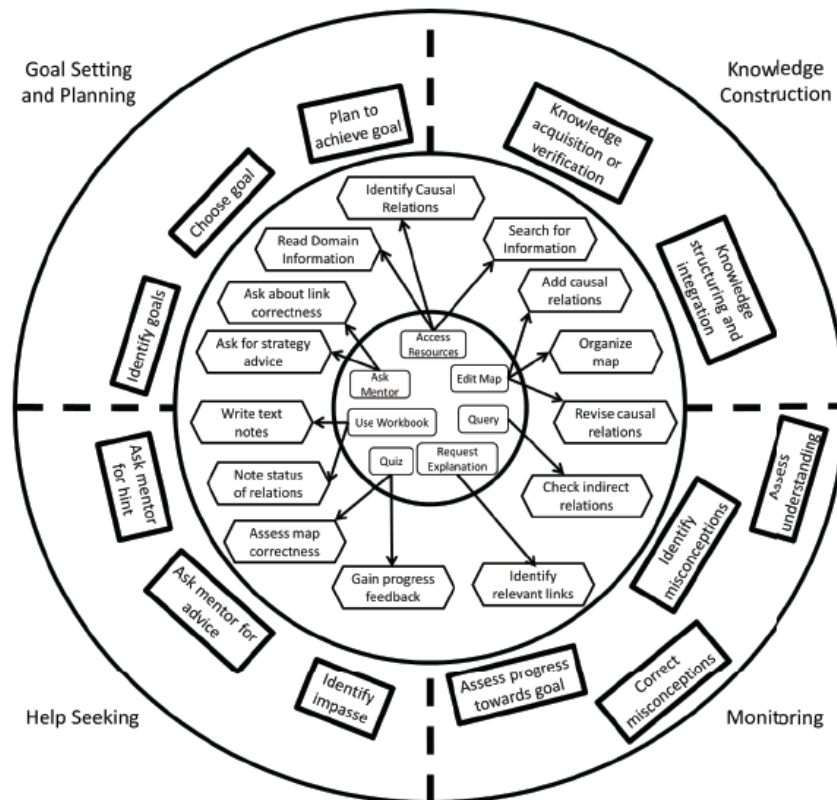 Goal Setting
and Planning
Knowledge
Construction
Plan to
achieve goal
Knowledge
acquisition or
verification
Choose goal
Identify goals
Knowledge
structuring and
integration
Identify Causal
Relations
Read Domain
Information
Search for
Information
Ask about link
correctness
Add causal
relations
Ask for strategy
advice
Organize
map
Write text
notes
Revise causal
relations
Note status
of relations
Check indirect
relations
Assess map
correctness
Gain progress
feedback
Identify
relevant links
Access
Resources
Ask
Mentor
Edit Map
Use Workbook
Query
Quiz
Request
Explanation
Ask mentor
for hint
Assess
understanding
Identify
misconceptions
Ask mentor for
advice
Identify
impasse
Assess progress
towards goal
Correct
misconceptions
Help Seeking
Monitoring